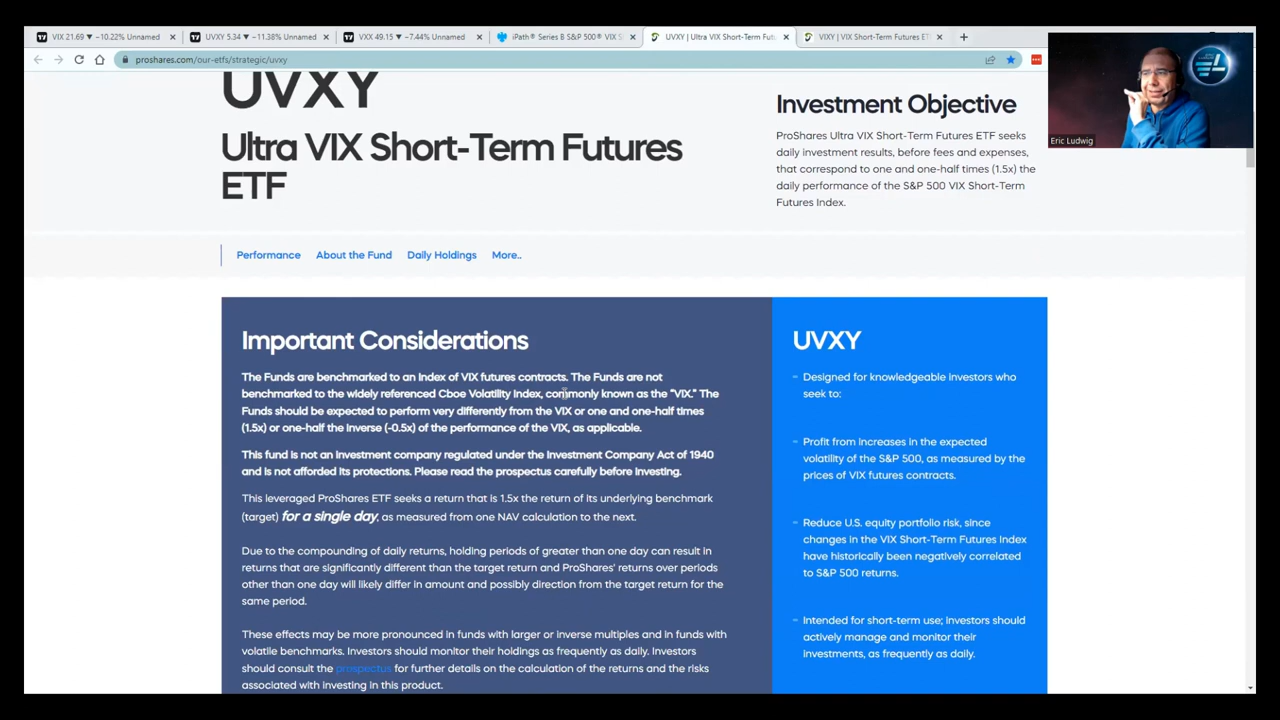 VIX 21.69 ▼ −10.22% Unnamed
UVXY 5.34 ▼ −11.38% Unnamed
VXX 49.15 ▼ −7.44% Unnamed
iPath® Series B S&P 500® VIX S
UVXY | Ultra VIX Short-Term Futu
VIXY | VIX Short-Term Futures ET
proshares.com/our-etfs/strategic/uvxy
Eric Ludwig
UVXY
Ultra VIX Short-Term Futures
ETF
Investment Objective
ProShares Ultra VIX Short-Term Futures ETF seeks
daily investment results, before fees and expenses,
that correspond to one and one-half times (1.5x) the
daily performance of the S&P 500 VIX Short-Term
Futures Index.
Performance About the Fund Daily Holdings More..
Important Considerations
The Funds are benchmarked to an index of VIX futures contracts. The Funds are not
benchmarked to the widely referenced Cboe Volatility Index, commonly known as the “VIX.” The
Funds should be expected to perform very differently from the VIX or one and one-half times
(1.5x) or one-half the inverse (-0.5x) of the performance of the VIX, as applicable.
This fund is not an investment company regulated under the Investment Company Act of 1940
and is not afforded its protections. Please read the prospectus carefully before investing.
This leveraged ProShares ETF seeks a return that is 1.5x the return of its underlying benchmark
(target) for a single day, as measured from one NAV calculation to the next.
Due to the compounding of daily returns, holding periods of greater than one day can result in
returns that are significantly different than the target return and ProShares' returns over periods
other than one day will likely differ in amount and possibly direction from the target return for the
same period.
These effects may be more pronounced in funds with larger or inverse multiples and in funds with
volatile benchmarks. Investors should monitor their holdings as frequently as daily. Investors
should consult the prospectus for further details on the calculation of the returns and the risks
associated with investing in this product.
UVXY
Designed for knowledgeable investors who
seek to:
Profit from increases in the expected
volatility of the S&P 500, as measured by the
prices of VIX futures contracts.
Reduce U.S. equity portfolio risk, since
changes in the VIX Short-Term Futures Index
have historically been negatively correlated
to S&P 500 returns.
Intended for short-term use; investors should
actively manage and monitor their
investments, as frequently as daily.